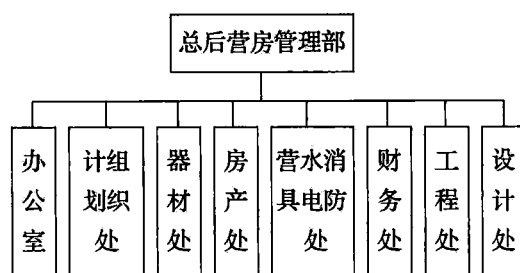 总后营房管理部
办公室
计划组织处
器材处
房产处
营具水电消防处
财务处
工程处
设计处